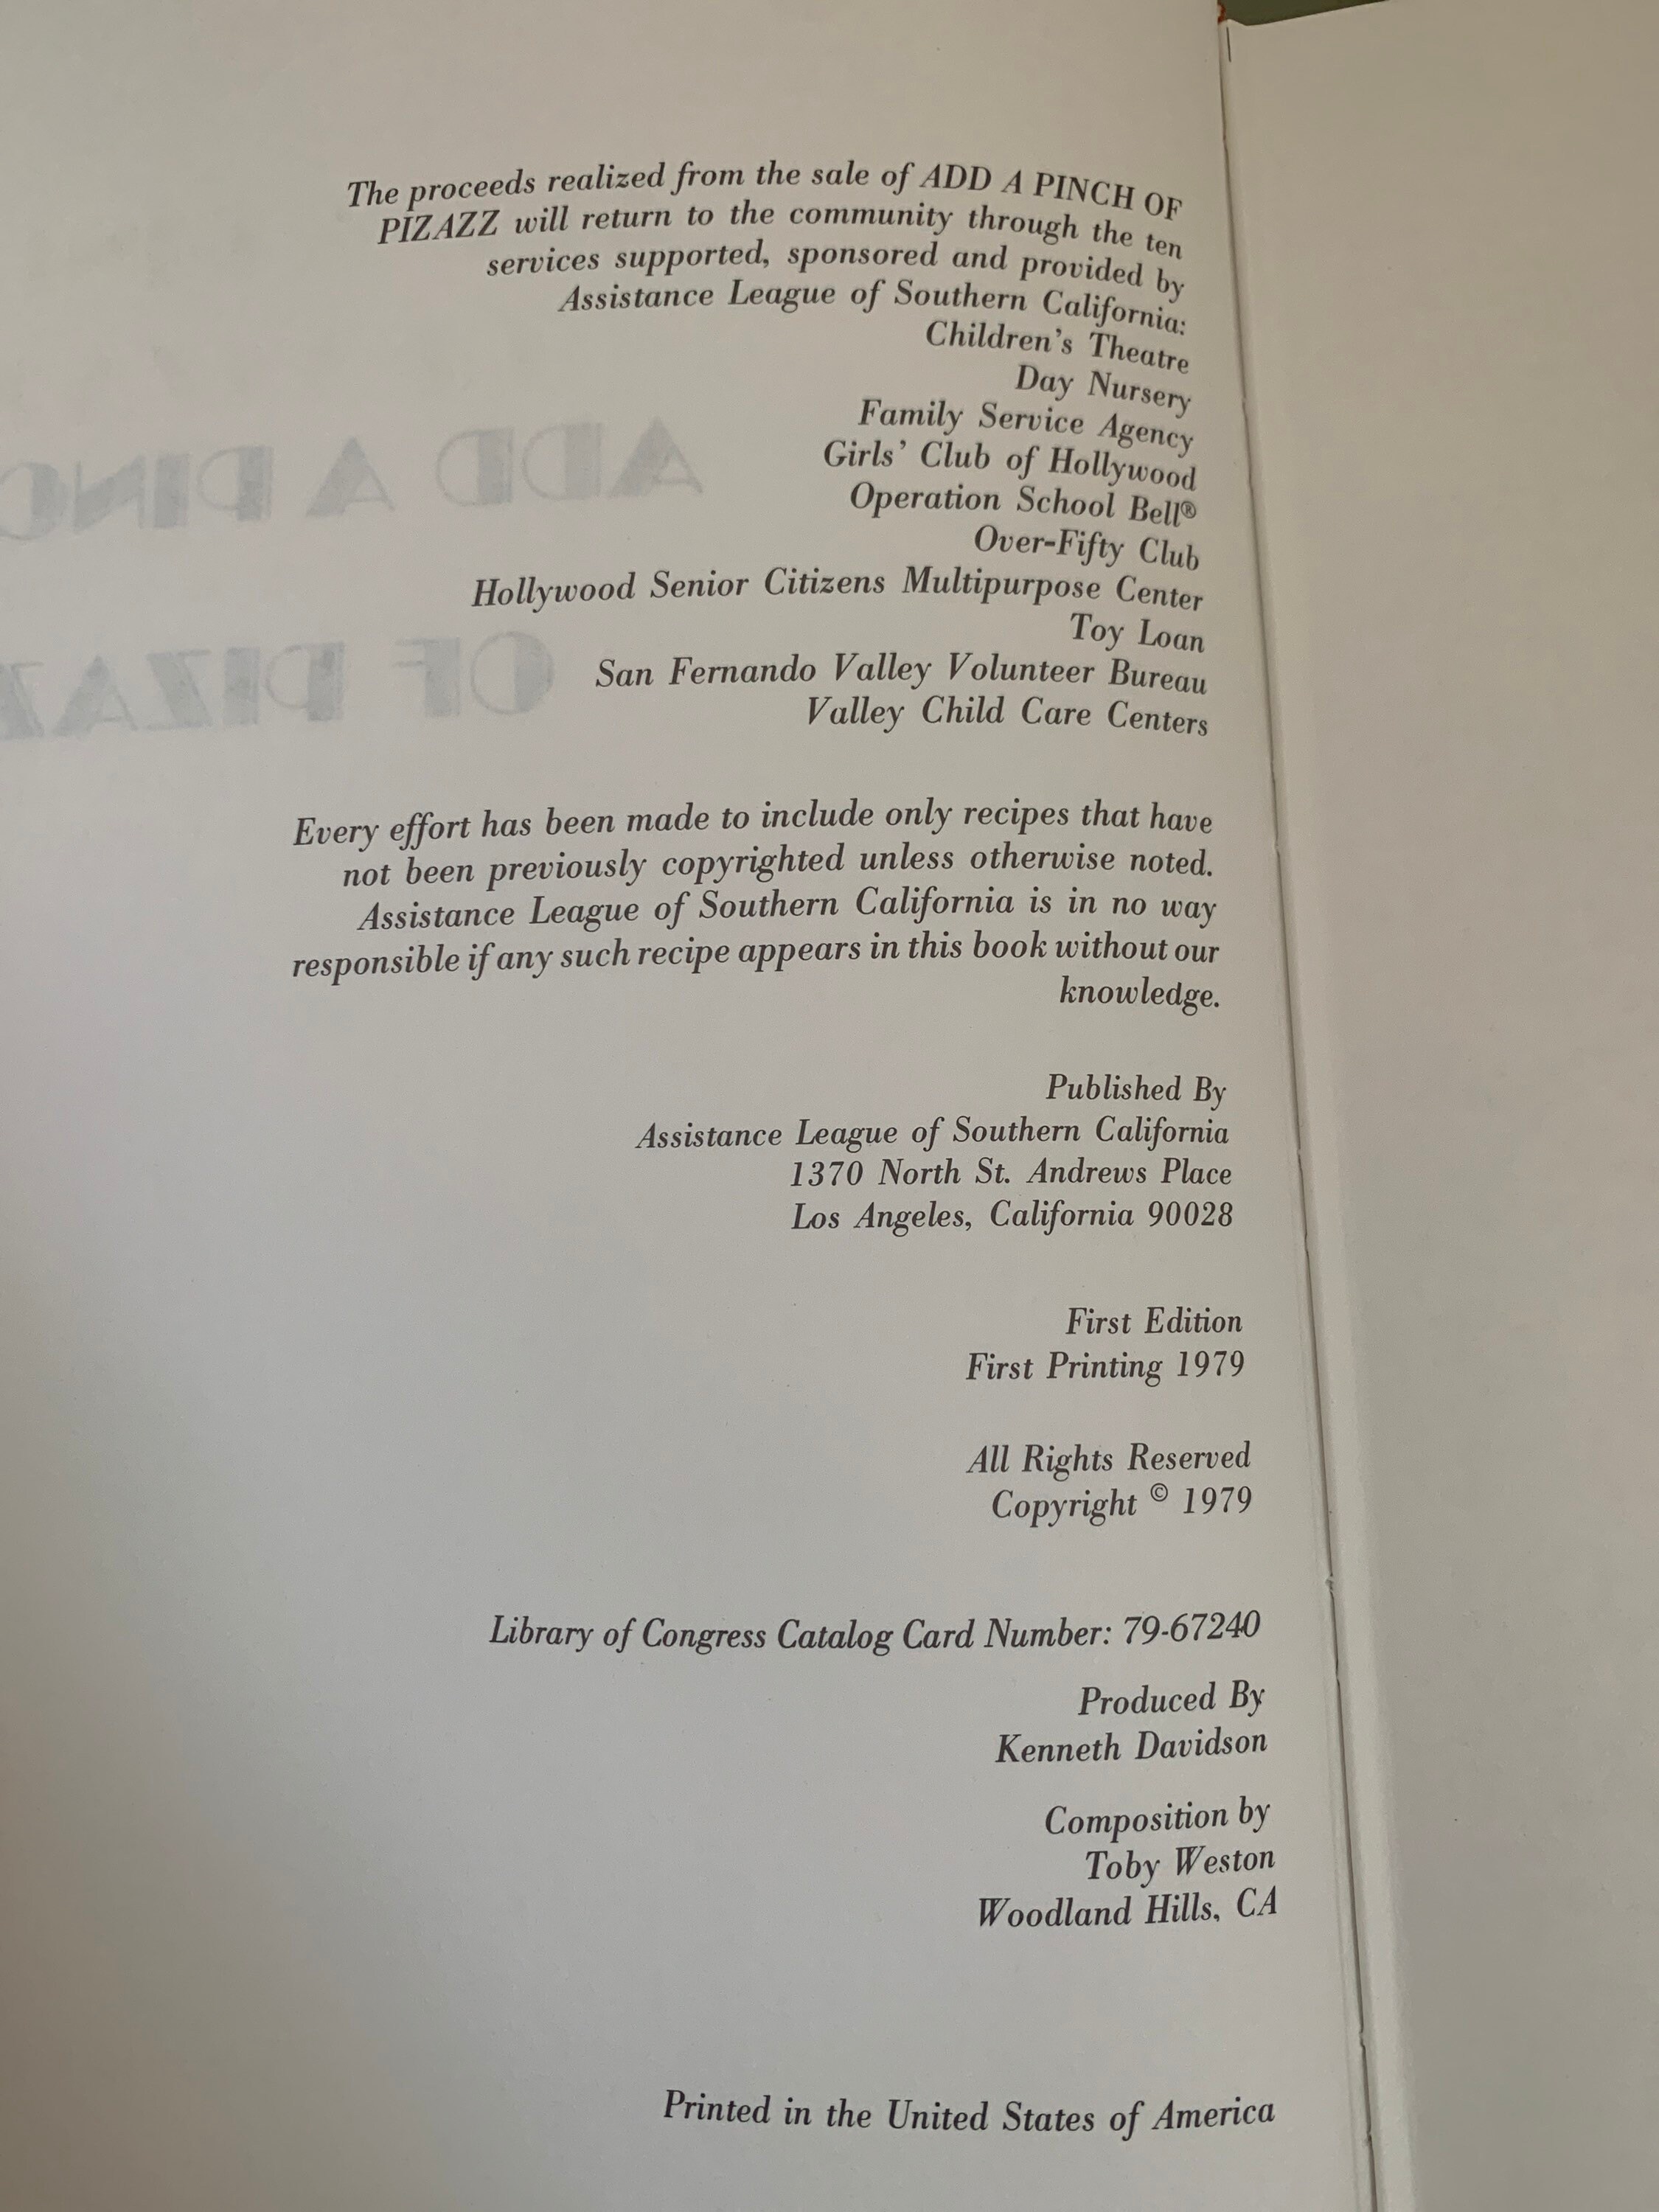 The proceeds realized from the sale of ADD A PINCH OF
PIZAZZ will return to the community through the ten
services supported, sponsored and provided by
Assistance League of Southern California:
Children's Theatre
Day Nursery
Family Service Agency
Girls' Club of Hollywood
Operation School Bell®
Over-Fifty Club
Hollywood Senior Citizens Multipurpose Center
Toy Loan
San Fernando Valley Volunteer Bureau
Valley Child Care Centers
Every effort has been made to include only recipes that have
not been previously copyrighted unless otherwise noted.
Assistance League of Southern California is in no way
responsible if any such recipe appears in this book without our
knowledge.
Published By
Assistance League of Southern California
1370 North St. Andrews Place
Los Angeles, California 90028
First Edition
First Printing 1979
All Rights Reserved
Copyright © 1979
Library of Congress Catalog Card Number: 79-67240
Produced By
Kenneth Davidson
Composition by
Toby Weston
Woodland Hills, CA
Printed in the United States of America